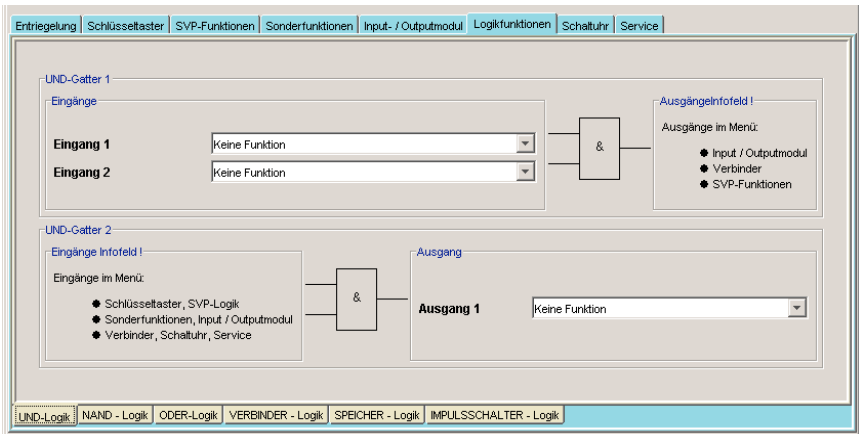 Entriegelung Schlüsseltaster SVP-Funktionen Sonderfunktionen Input- / Outputmodul Logikfunktionen Schaltuhr Service
UND-Gatter 1
Eingänge
Eingang 1 Keine Funktion
Eingang 2 Keine Funktion
&
AusgängeInfofeld !
Ausgänge im Menü:
● Input / Outputmodul
● Verbinder
● SVP-Funktionen
UND-Gatter 2
Eingänge Infofeld !
Eingänge im Menü:
● Schlüsseltaster, SVP-Logik
● Sonderfunktionen, Input / Outputmodul
● Verbinder, Schaltuhr, Service
&
Ausgang
Ausgang 1 Keine Funktion
UND-Logik NAND - Logik ODER-Logik VERBINDER - Logik SPEICHER - Logik IMPULSSCHALTER - Logik